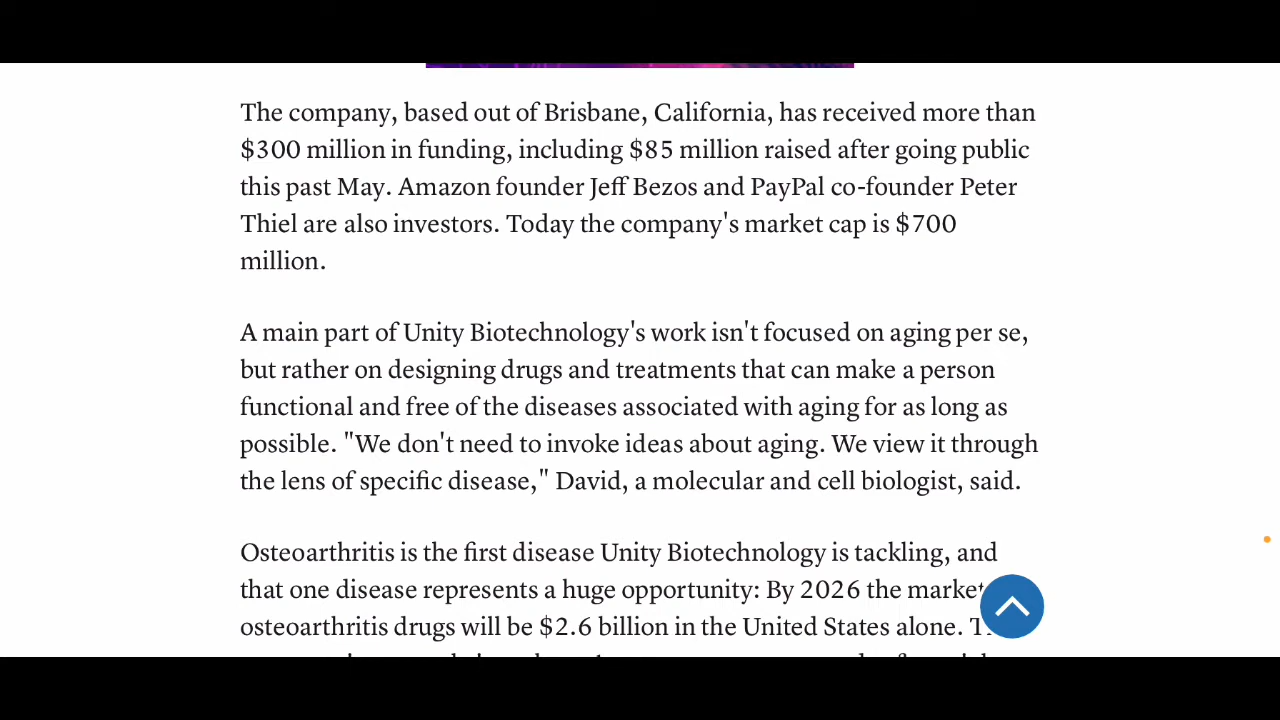 The company, based out of Brisbane, California, has received more than
$300 million in funding, including $85 million raised after going public
this past May. Amazon founder Jeff Bezos and PayPal co-founder Peter
Thiel are also investors. Today the company's market cap is $700
million.
A main part of Unity Biotechnology's work isn't focused on aging per se,
but rather on designing drugs and treatments that can make a person
functional and free of the diseases associated with aging for as long as
possible. "We don't need to invoke ideas about aging. We view it through
the lens of specific disease," David, a molecular and cell biologist, said.
Osteoarthritis is the first disease Unity Biotechnology is tackling, and
that one disease represents a huge opportunity: By 2026 the market
osteoarthritis drugs will be $2.6 billion in the United States alone.